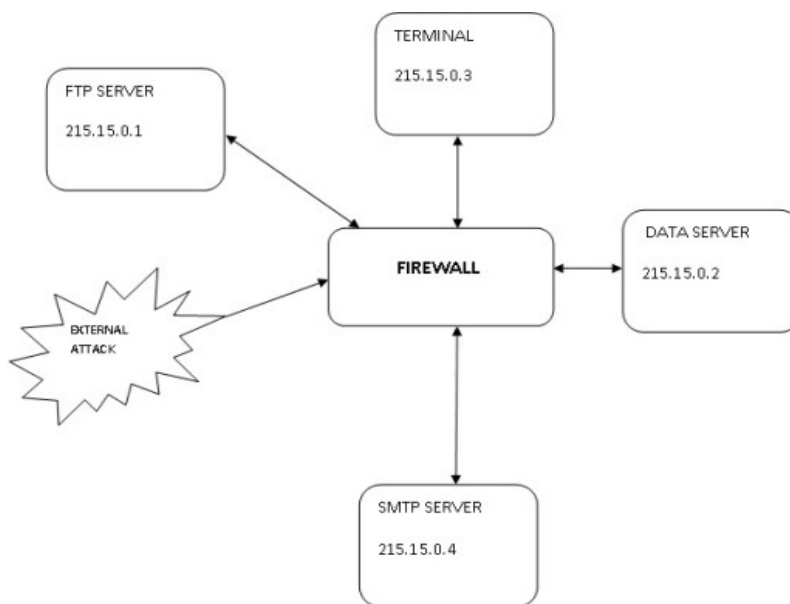 TERMINAL
215.15.0.3
FTP SERVER
215.15.0.1
FIREWALL
DATA SERVER
215.15.0.2
EXTERNAL
ATTACK
SMTP SERVER
215.15.0.4